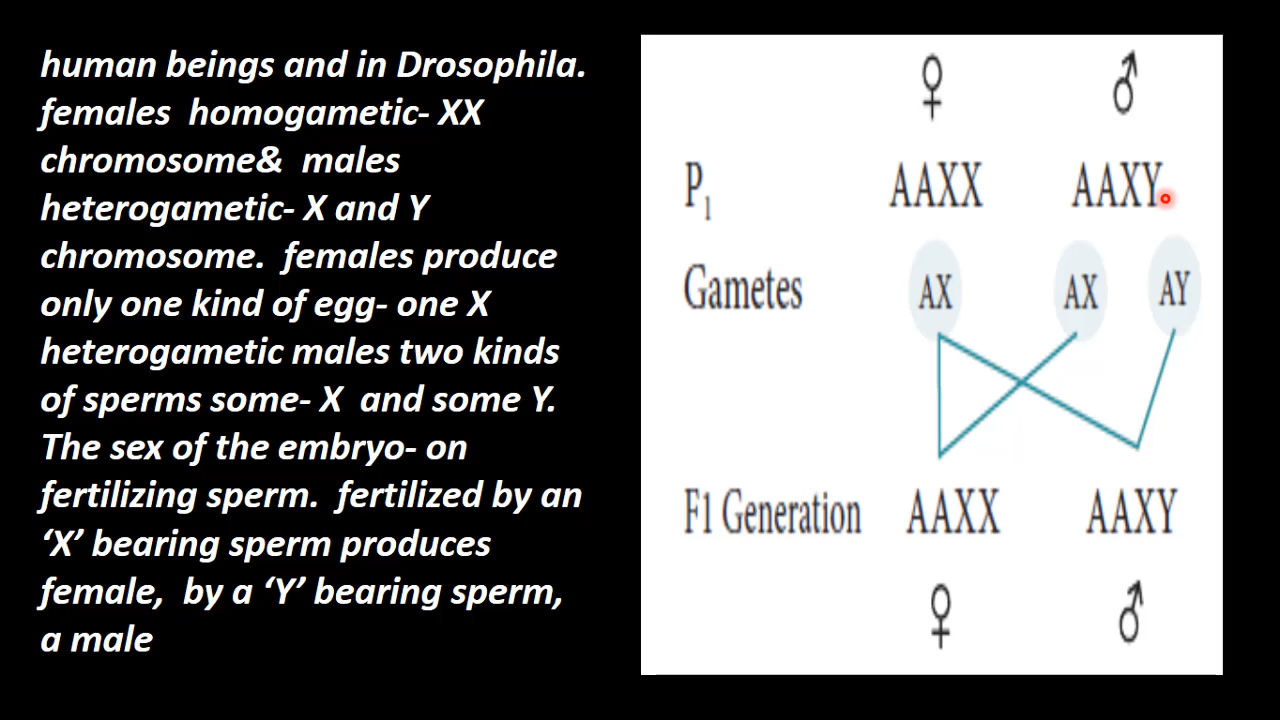 human beings and in Drosophila.
females homogametic- XX
chromosome& males
heterogametic- X and Y
chromosome. females produce
only one kind of egg- one X
heterogametic males two kinds
of sperms some- X and some Y.
The sex of the embryo- on
fertilizing sperm. fertilized by an
‘X’ bearing sperm produces
female, by a ‘Y’ bearing sperm,
a male
♀ ♂
P1 AAXX AAXY
Gametes AX AX AY
F1 Generation AAXX AAXY
♀ ♂